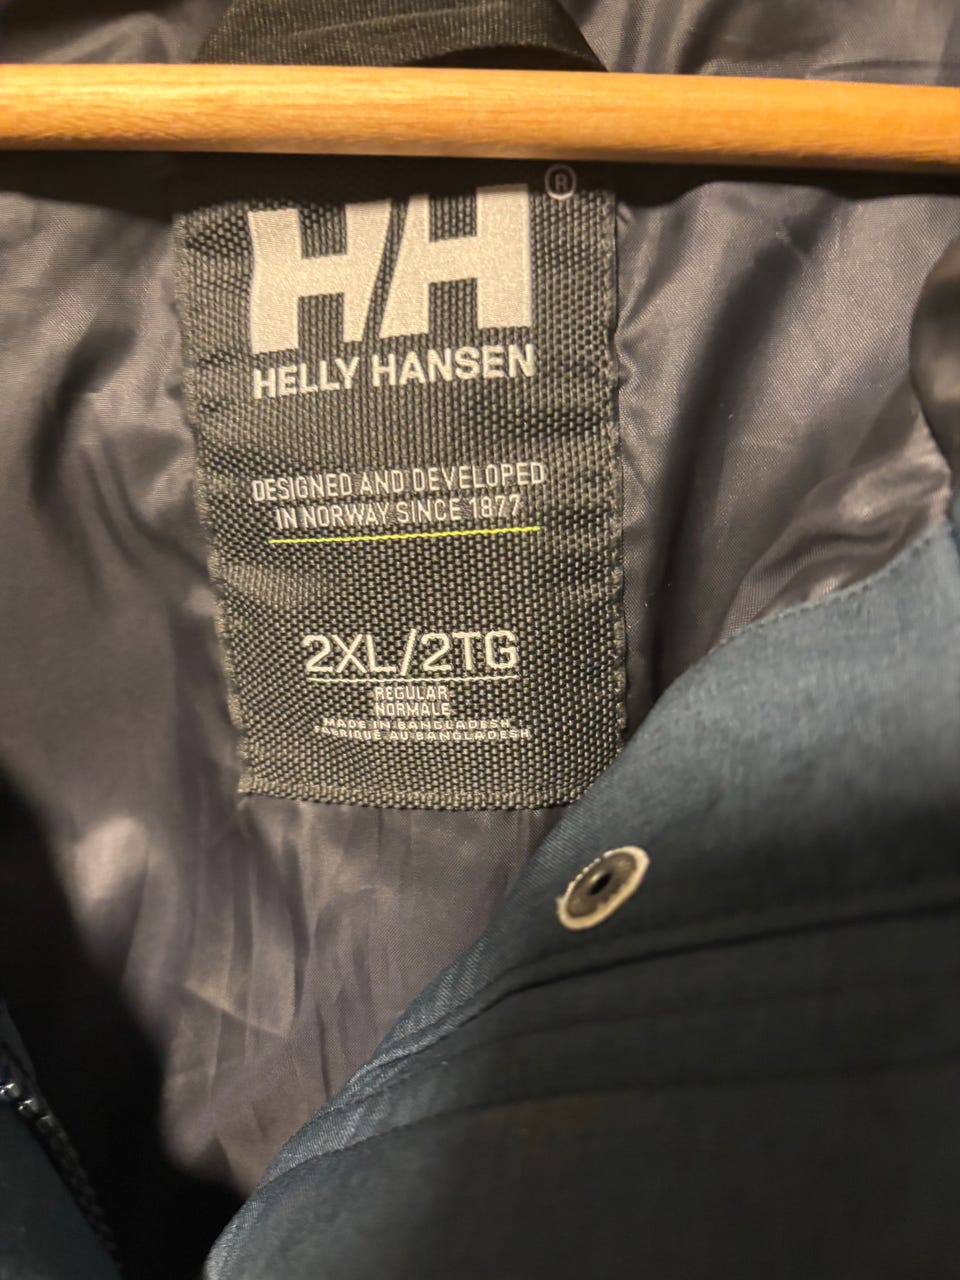 HH®
HELLY HANSEN
DESIGNED AND DEVELOPED
IN NORWAY SINCE 1877
2XL/2TG
REGULAR
NORMALE
MADE IN BANGLADESH
FABRIQUÉ AU BANGLADESH